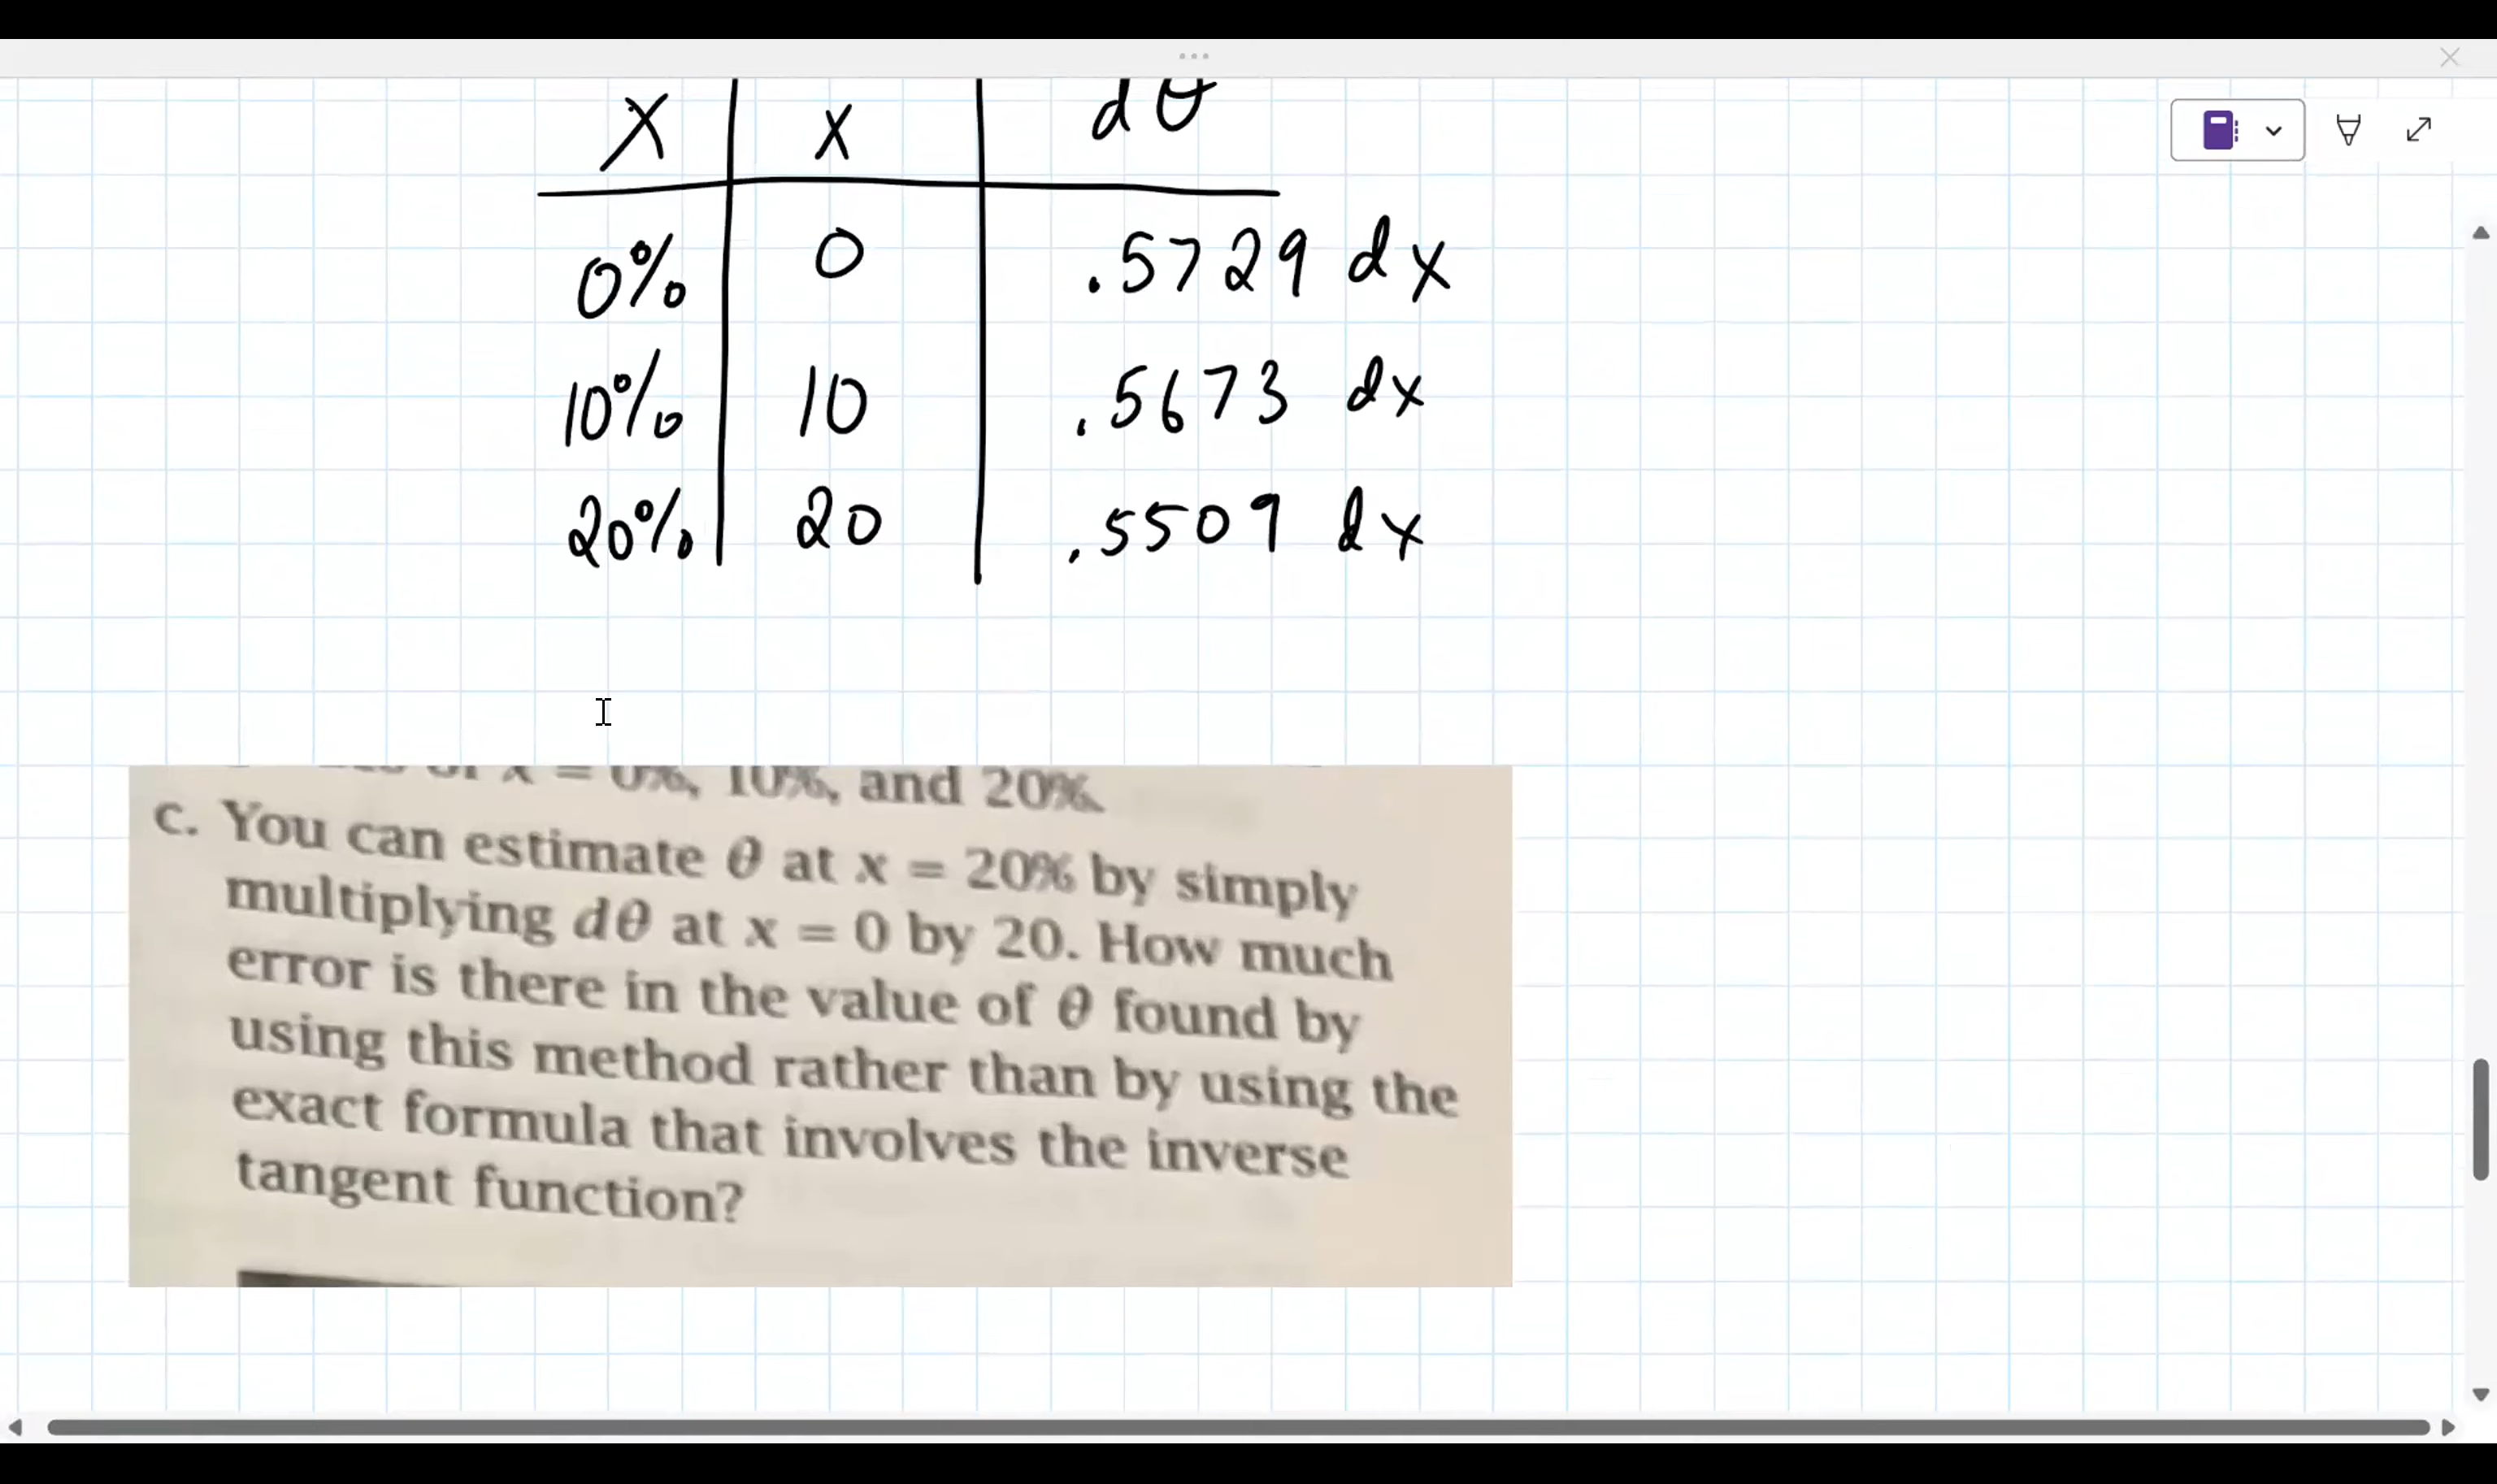 X x dθ
0% 0 .5729 dx
10% 10 .5673 dx
20% 20 .5509 dx
of x = 0%, 10%, and 20%.
c. You can estimate θ at x = 20% by simply
multiplying dθ at x = 0 by 20. How much
error is there in the value of θ found by
using this method rather than by using the
exact formula that involves the inverse
tangent function?